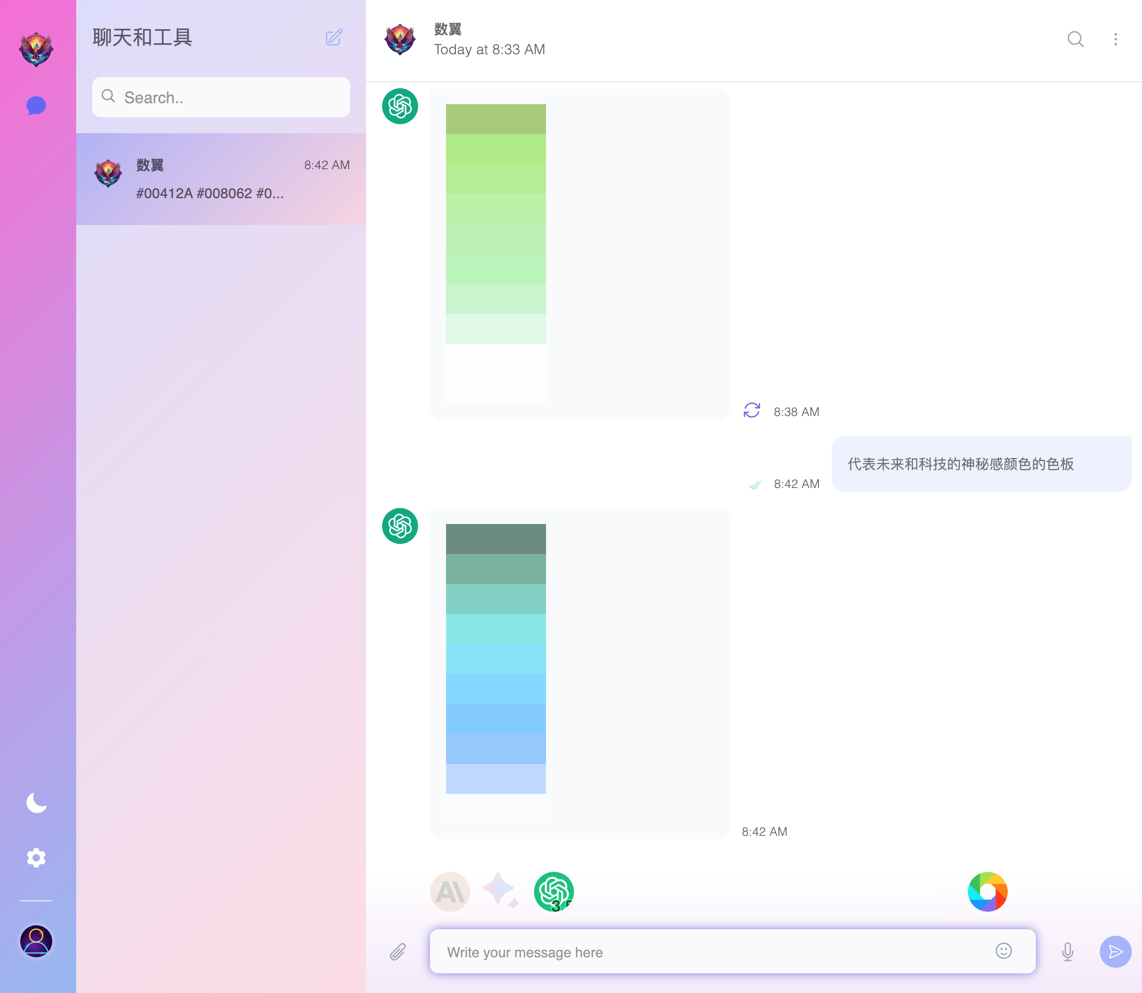 聊天和工具
Search..
数翼
8:42 AM
#00412A #008062 #0...
数翼
Today at 8:33 AM
8:38 AM
代表未来和科技的神秘感颜色的色板
8:42 AM
8:42 AM
Write your message here